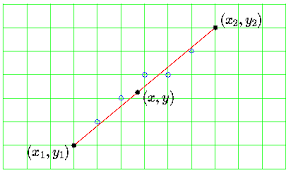 (x₂, y₂)
(x, y)
(x₁, y₁)